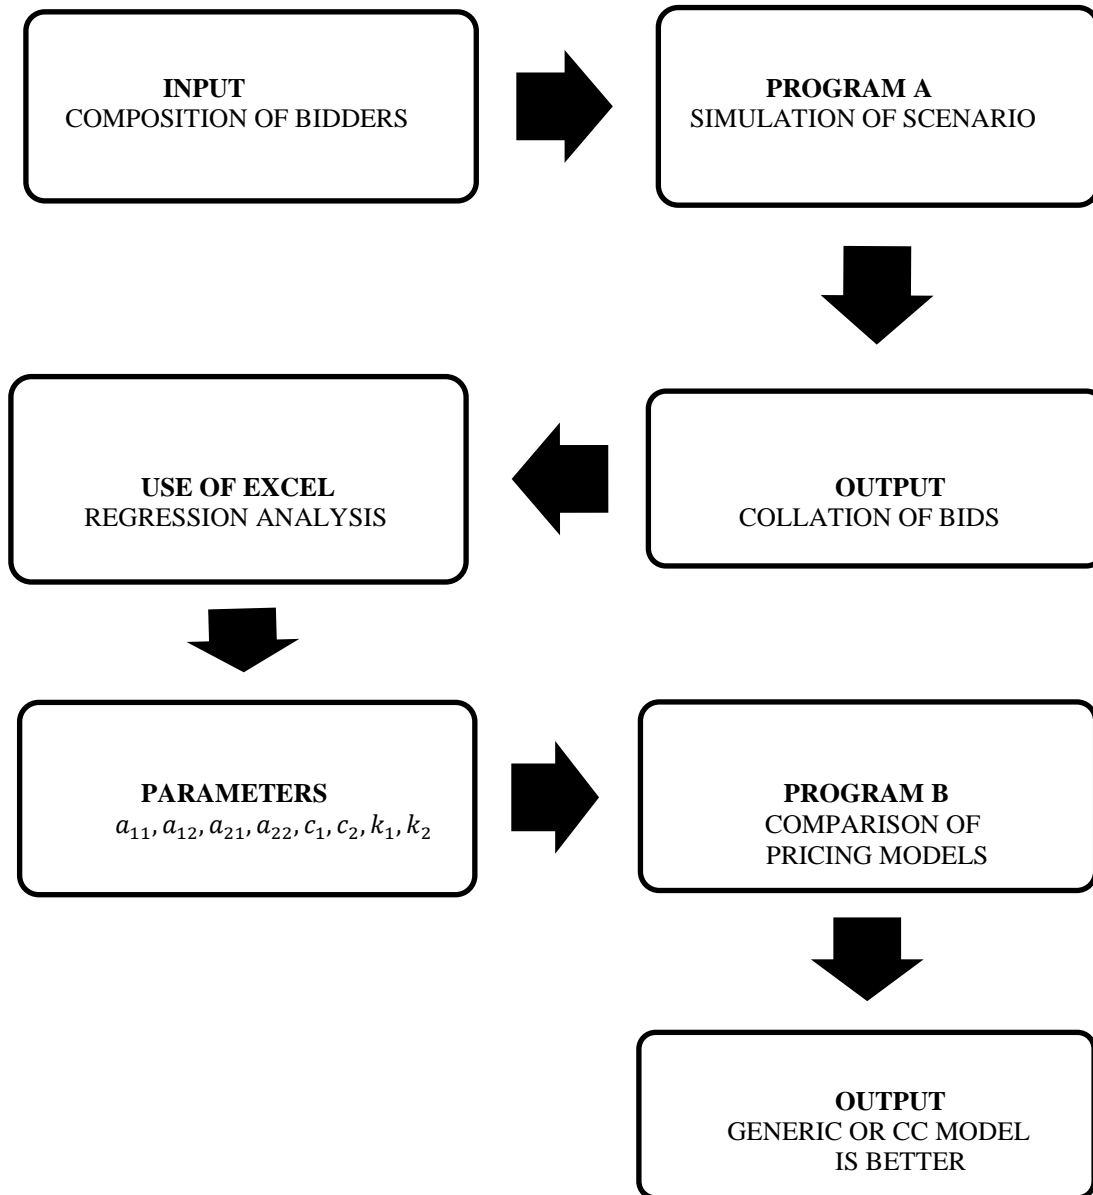 INPUT
COMPOSITION OF BIDDERS
PROGRAM A
SIMULATION OF SCENARIO
OUTPUT
COLLATION OF BIDS
USE OF EXCEL
REGRESSION ANALYSIS
PARAMETERS
a₁₁, a₁₂, a₂₁, a₂₂, c₁, c₂, k₁, k₂
PROGRAM B
COMPARISON OF
PRICING MODELS
OUTPUT
GENERIC OR CC MODEL
IS BETTER